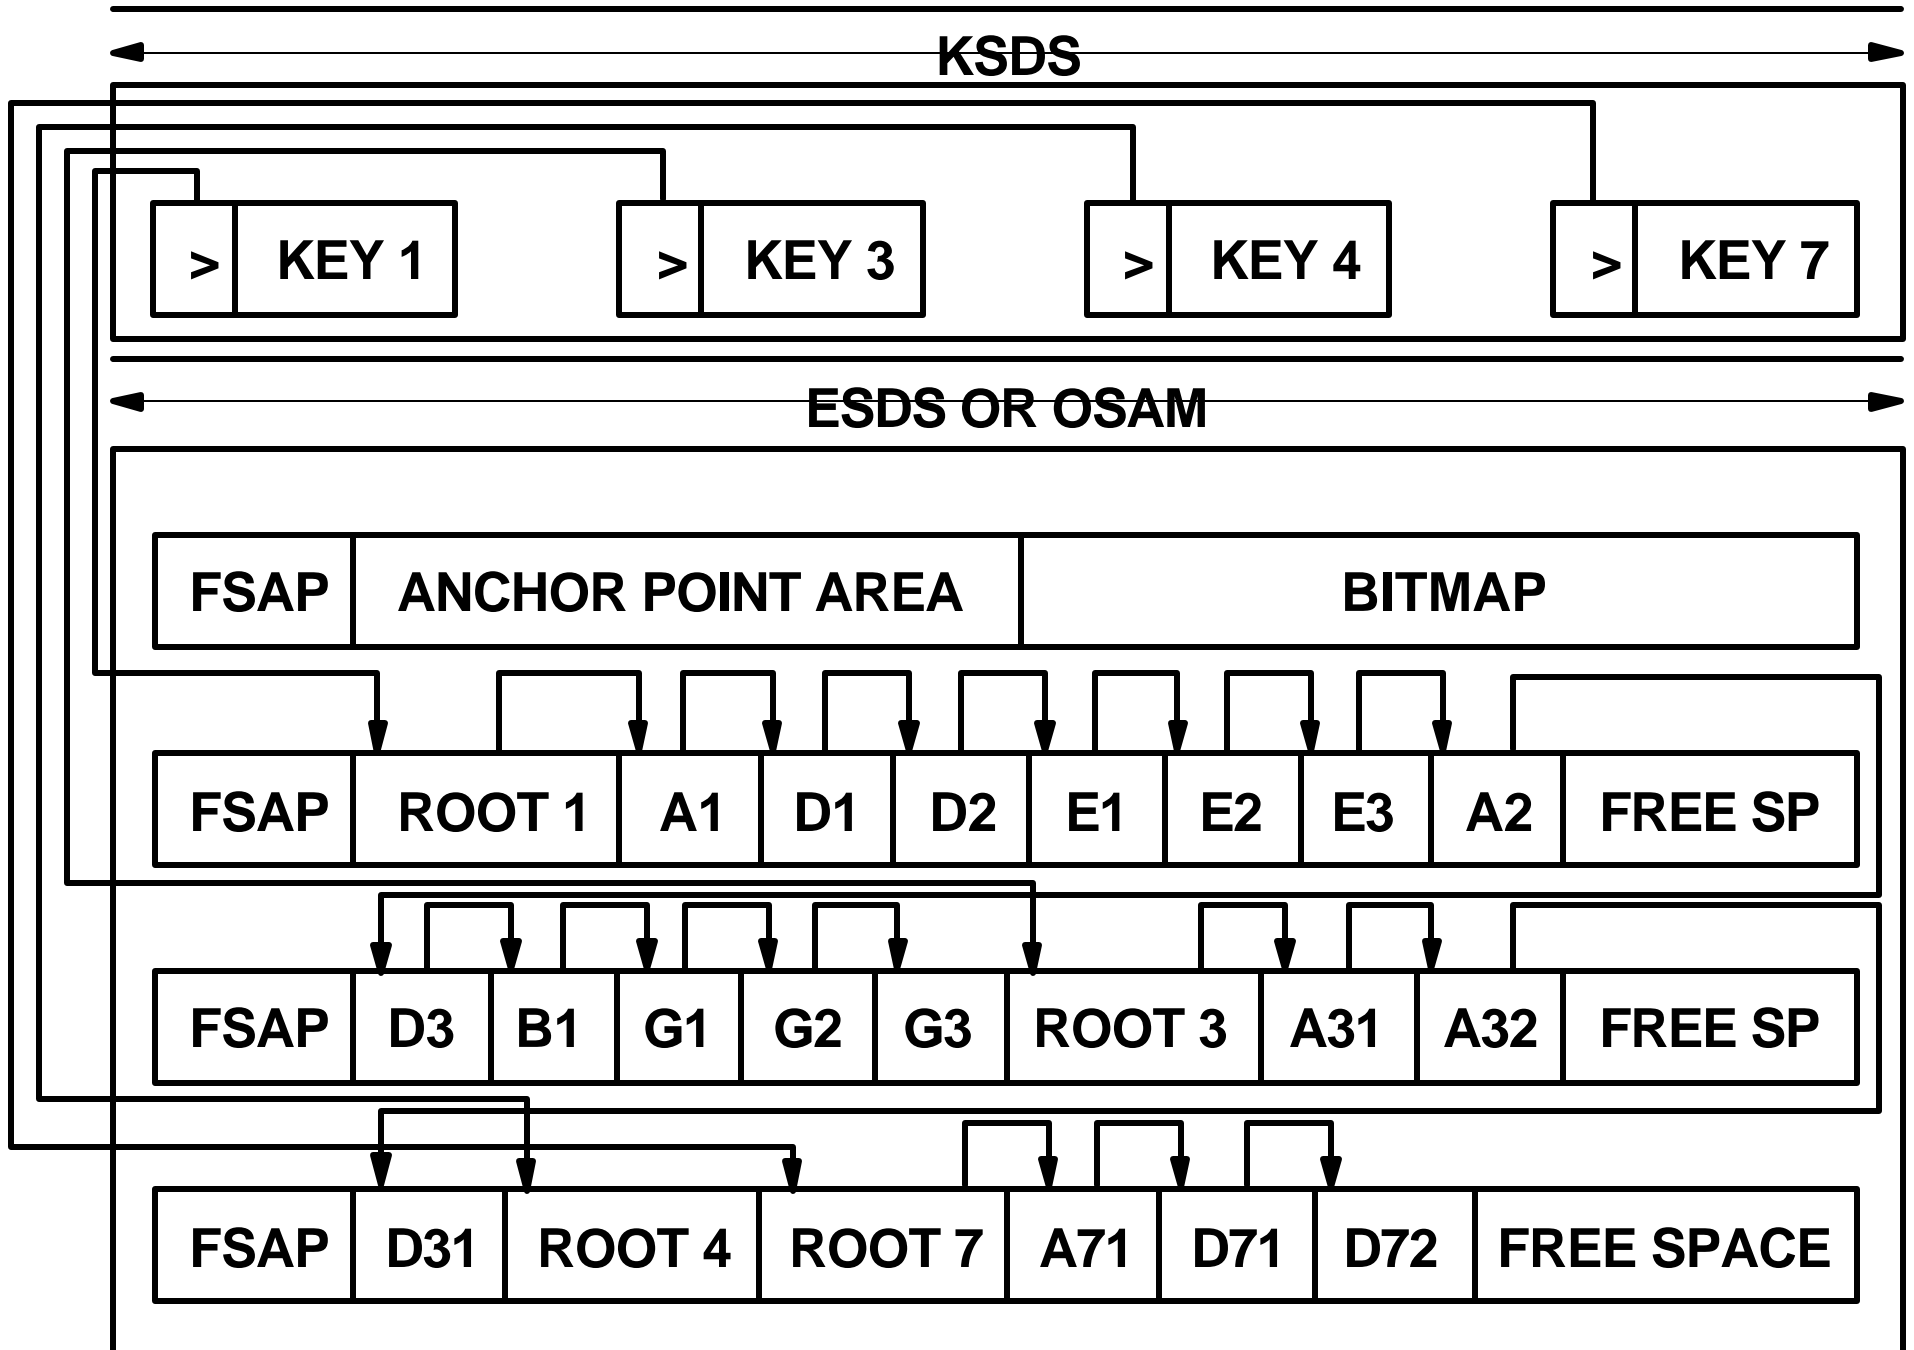 KSDS
> KEY 1 > KEY 3 > KEY 4 > KEY 7
ESDS OR OSAM
FSAP ANCHOR POINT AREA BITMAP
FSAP ROOT 1 A1 D1 D2 E1 E2 E3 A2 FREE SP
FSAP D3 B1 G1 G2 G3 ROOT 3 A31 A32 FREE SP
FSAP D31 ROOT 4 ROOT 7 A71 D71 D72 FREE SPACE